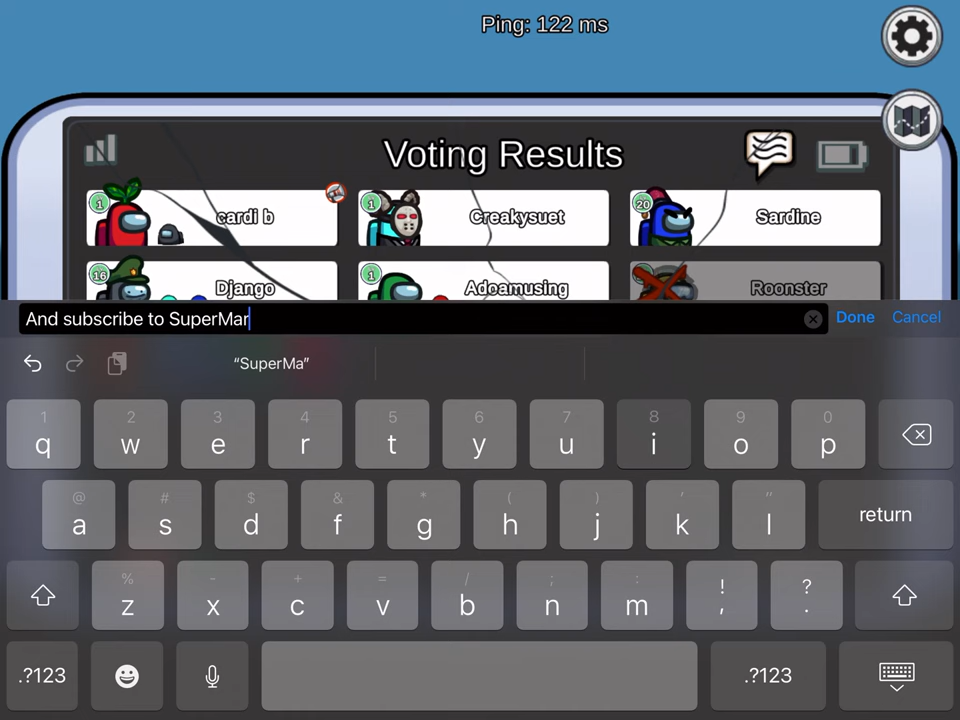 Ping: 122 ms
Voting Results
1 cardi b
1 Creakysuet
20 Sardine
16 Django
1 Adoamusing
Roonster
And subscribe to SuperMar
Done
Cancel
“SuperMa”
1 2 3 4 5 6 7 8 9 0
q w e r t y u i o p
@ # $ & * ( ) ' "
a s d f g h j k l return
% - + = / ; : ! ?
z x c v b n m , .
.?123 .?123